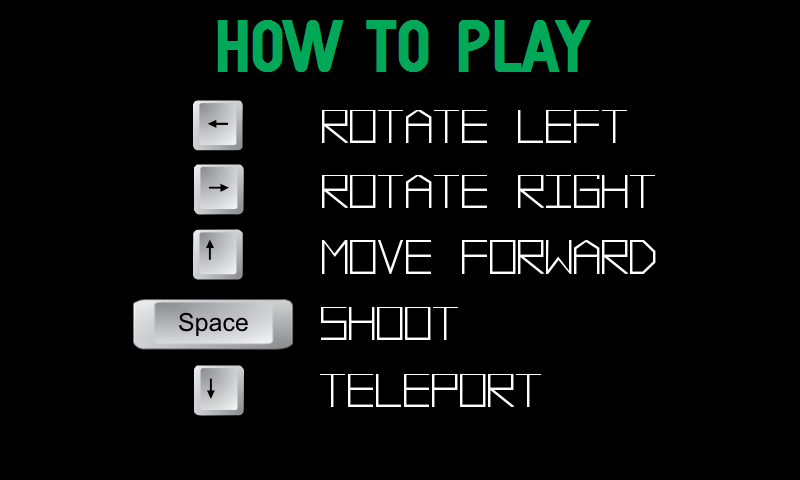 HOW TO PLAY
← ROTATE LEFT
→ ROTATE RIGHT
↑ MOVE FORWARD
Space SHOOT
↓ TELEPORT